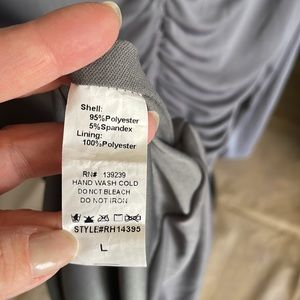 Shell:
95%Polyester
5%Spandex
Lining:
100%Polyester
RN# 139239
HAND WASH COLD
DO NOT BLEACH
DO NOT IRON
STYLE#RH14395
L